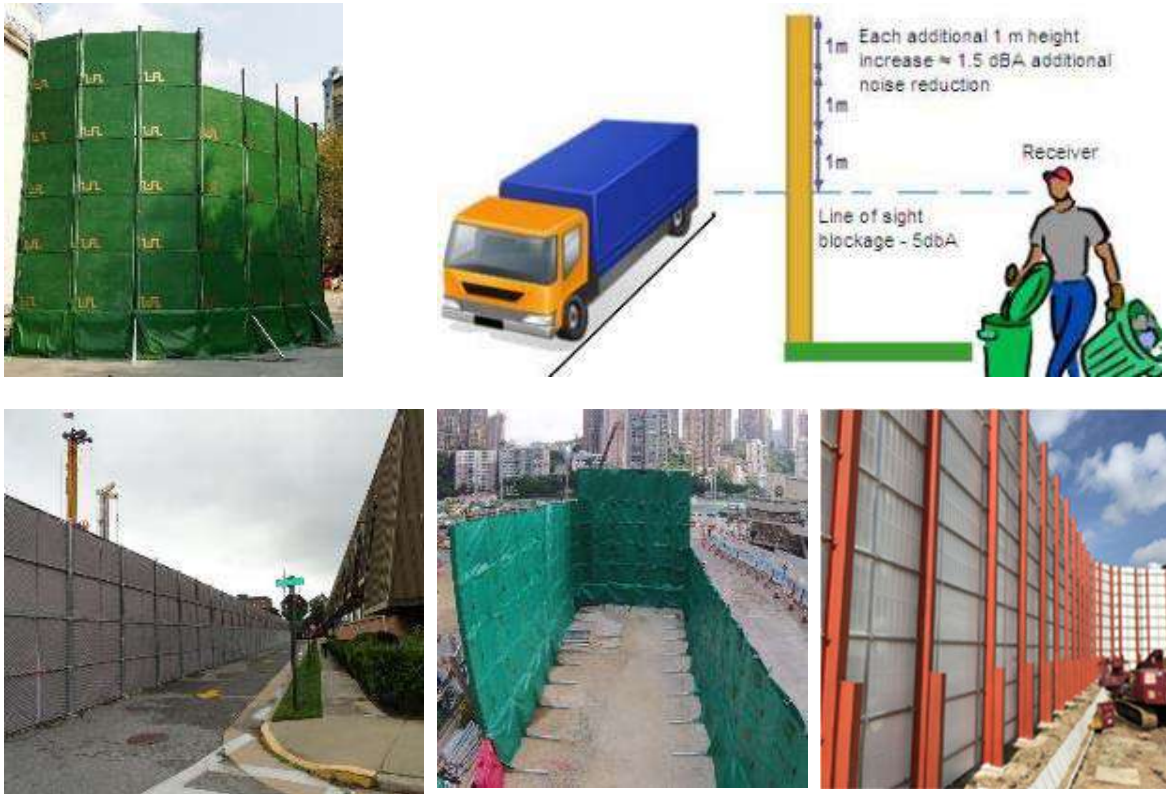 1m
Each additional 1 m height
increase ≈ 1.5 dBA additional
noise reduction
1m
1m
Receiver
Line of sight
blockage - 5dbA